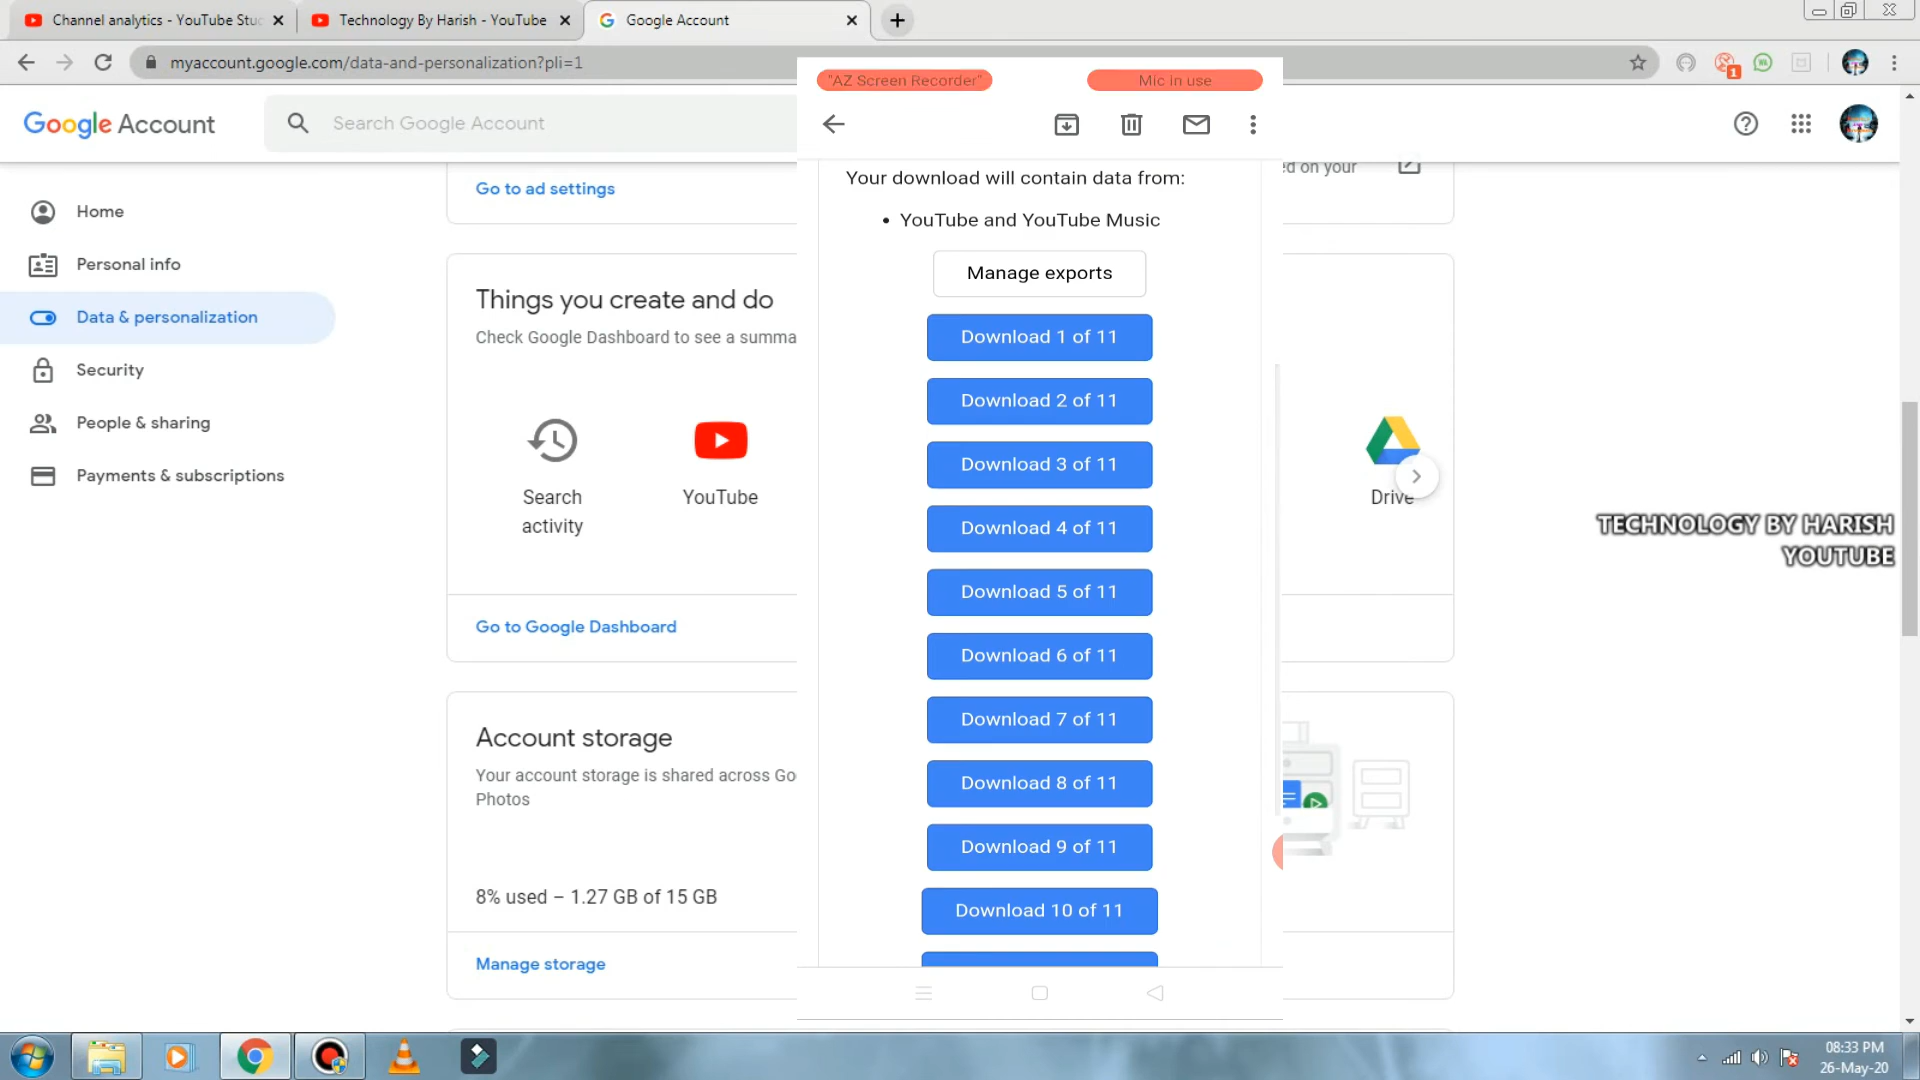 Channel analytics - YouTube Stu
Technology By Harish - YouTube
Google Account
myaccount.google.com/data-and-personalization?pli=1
1
Google Account
Search Google Account
Home
Personal info
Data & personalization
Security
People & sharing
Payments & subscriptions
Go to ad settings
ed on your
Things you create and do
Check Google Dashboard to see a summa
Search
activity
YouTube
Drive
Go to Google Dashboard
Account storage
Your account storage is shared across Go
Photos
8% used – 1.27 GB of 15 GB
Manage storage
"AZ Screen Recorder"
Mic in use
Your download will contain data from:
• YouTube and YouTube Music
Manage exports
Download 1 of 11
Download 2 of 11
Download 3 of 11
Download 4 of 11
Download 5 of 11
Download 6 of 11
Download 7 of 11
Download 8 of 11
Download 9 of 11
Download 10 of 11
TECHNOLOGY BY HARISH
YOUTUBE
08:33 PM
26-May-20